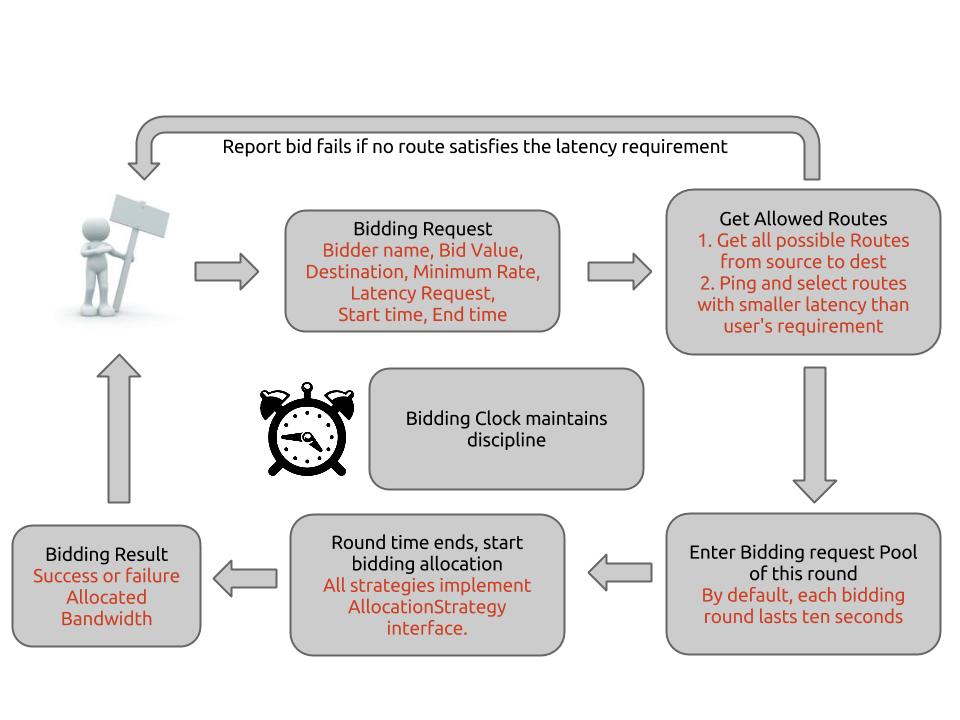 Report bid fails if no route satisfies the latency requirement
Bidding Request
Bidder name, Bid Value,
Destination, Minimum Rate,
Latency Request,
Start time, End time
Get Allowed Routes
1. Get all possible Routes
from source to dest
2. Ping and select routes
with smaller latency than
user's requirement
Bidding Clock maintains
discipline
Bidding Result
Success or failure
Allocated
Bandwidth
Round time ends, start
bidding allocation
All strategies implement
AllocationStrategy
interface.
Enter Bidding request Pool
of this round
By default, each bidding
round lasts ten seconds